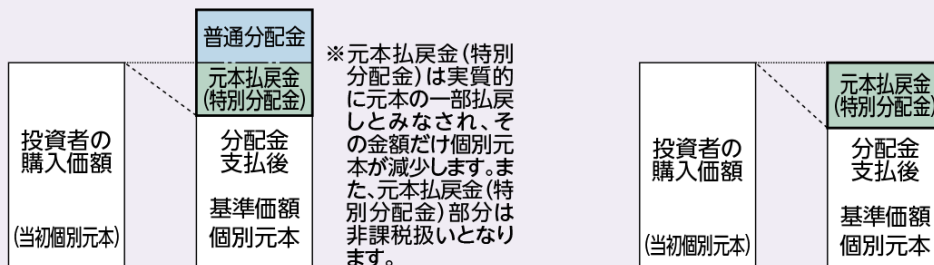 普通分配金
元本払戻金
(特別分配金)
投資者の
購入価額
(当初個別元本)
分配金
支払後
基準価額
個別元本
※元本払戻金(特別
分配金)は実質的
に元本の一部払戻
しとみなされ、そ
の金額だけ個別元
本が減少します。ま
た、元本払戻金(特
別分配金)部分は
非課税扱いとなり
ます。
元本払戻金
(特別分配金)
投資者の
購入価額
(当初個別元本)
分配金
支払後
基準価額
個別元本